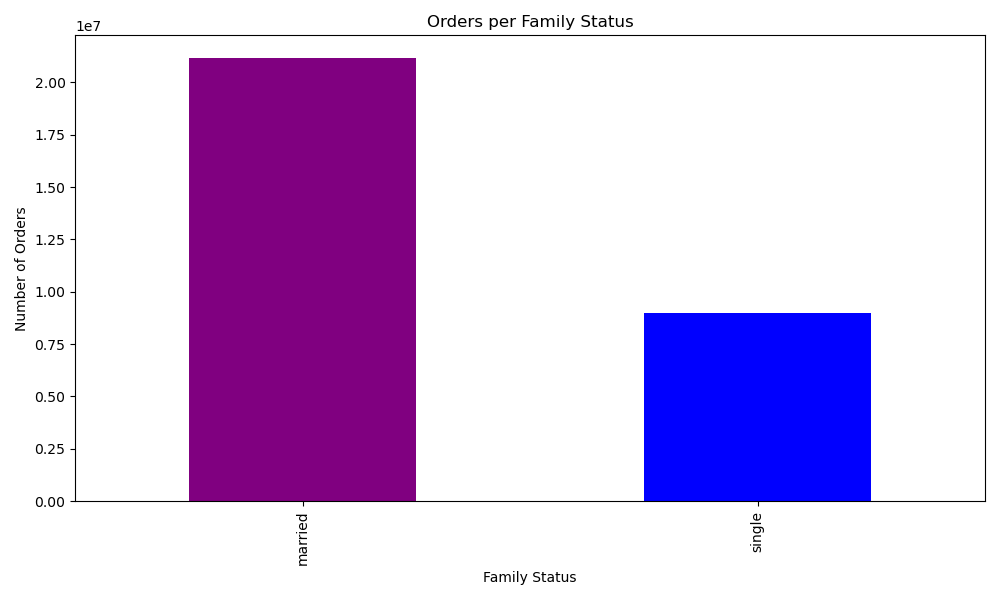 Orders per Family Status
1e7
2.00
1.75
1.50
1.25
1.00
0.75
0.50
0.25
0.00
Number of Orders
married
single
Family Status